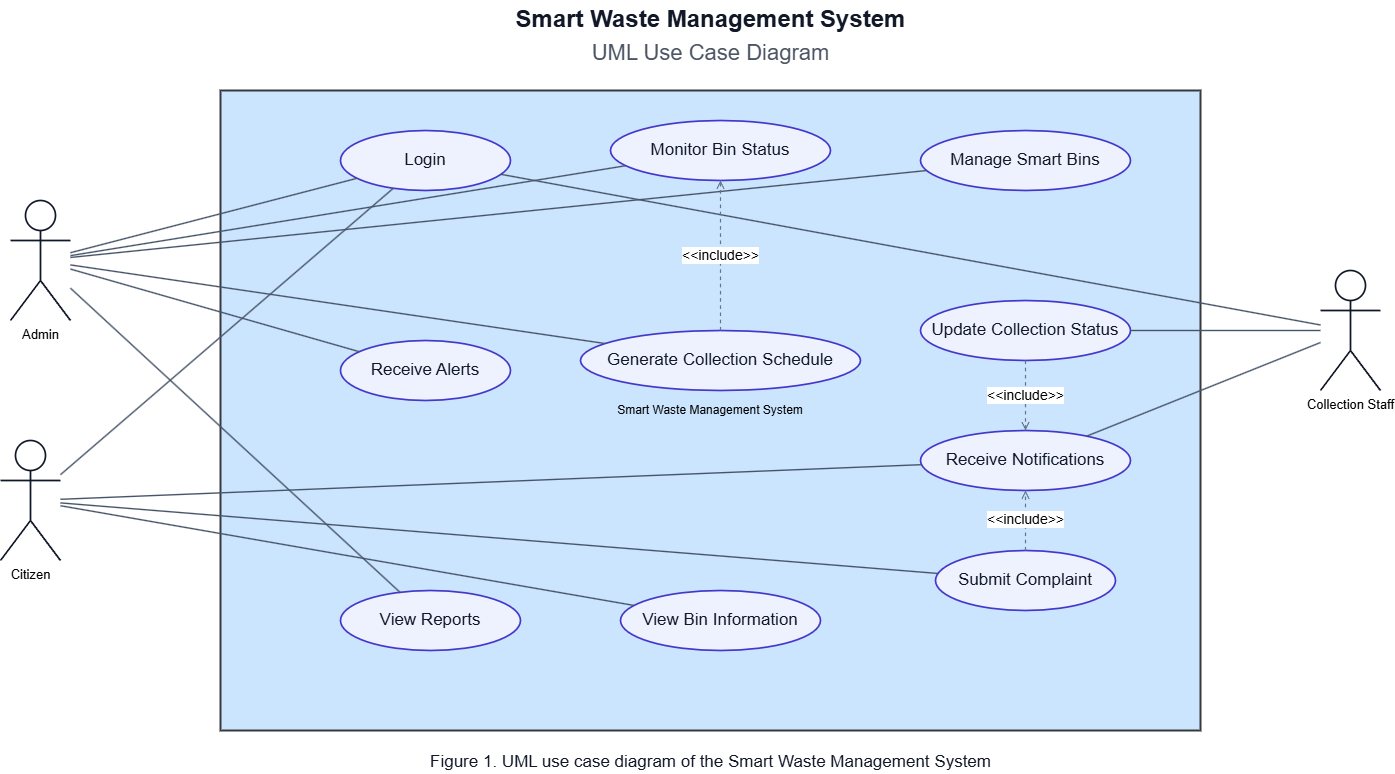 Smart Waste Management System
UML Use Case Diagram
Login
Monitor Bin Status
Manage Smart Bins
<<include>>
Admin
Update Collection Status
Generate Collection Schedule
Receive Alerts
<<include>>
Collection Staff
Smart Waste Management System
Receive Notifications
<<include>>
Citizen
Submit Complaint
View Reports
View Bin Information
Figure 1. UML use case diagram of the Smart Waste Management System